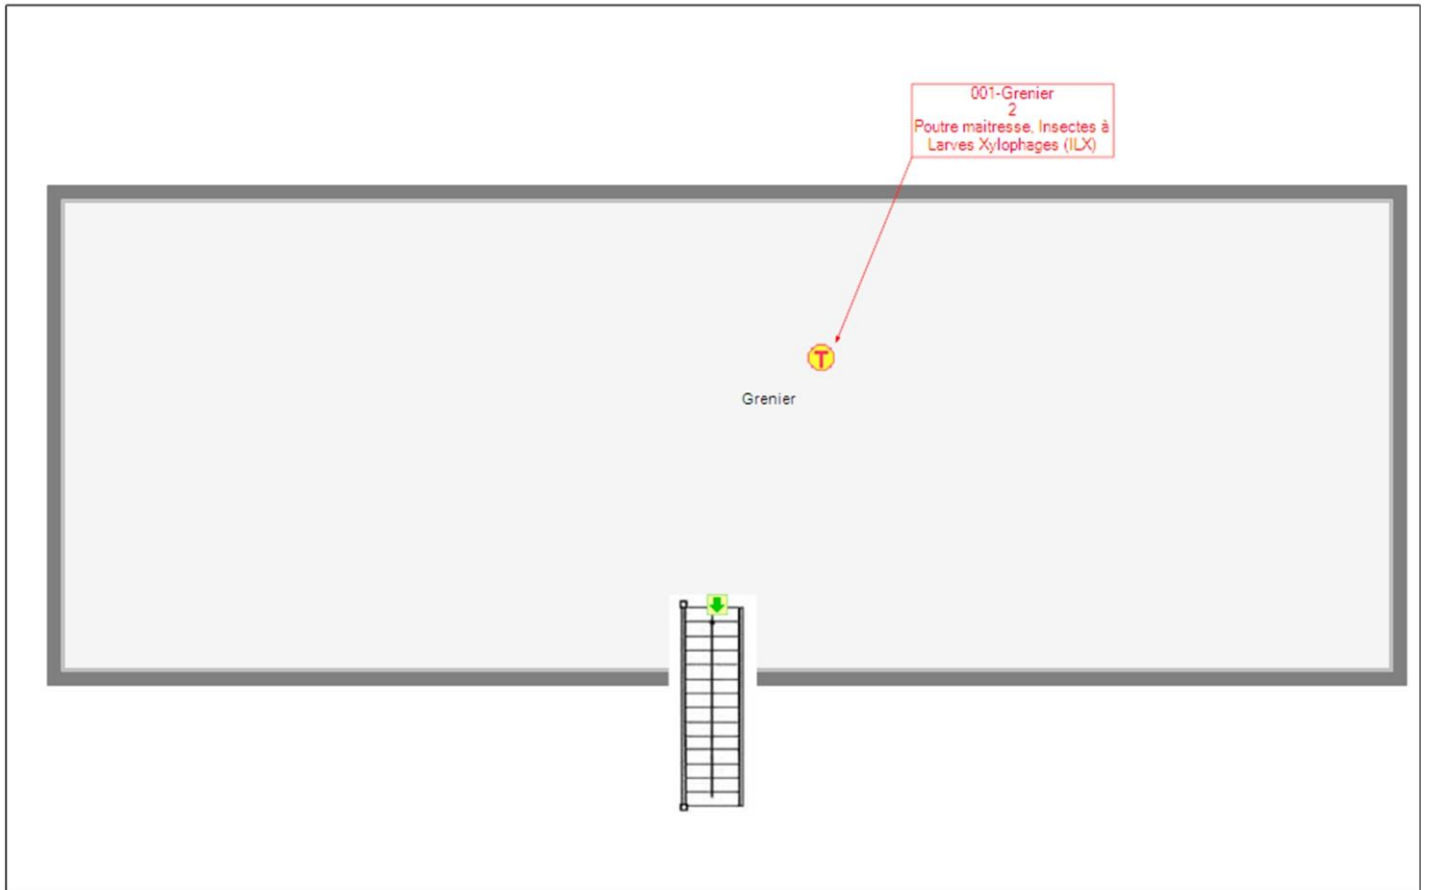 001-Grenier
2
Poutre maitresse, Insectes à
Larves Xylophages (ILX)
T
Grenier